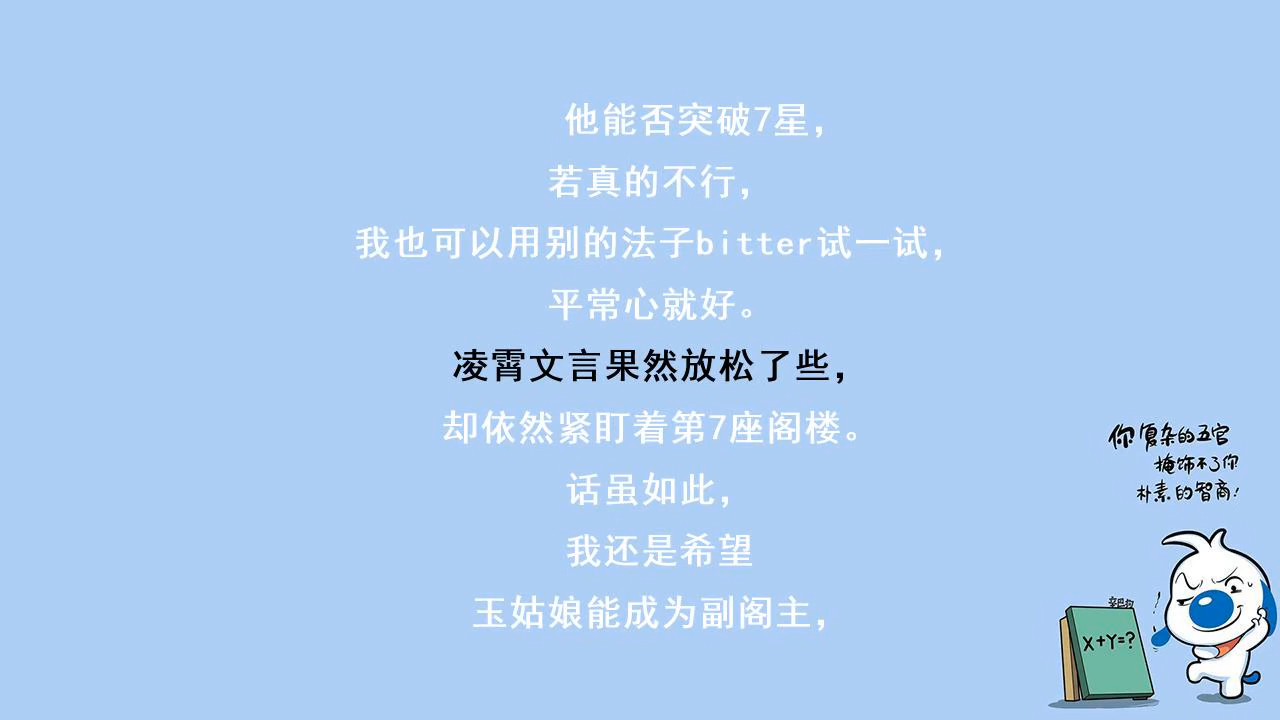 他能否突破7星，
若真的不行，
我也可以用别的法子bitter试一试，
平常心就好。
凌霄文言果然放松了些，
却依然紧盯着第7座阁楼。
话虽如此，
我还是希望
玉姑娘能成为副阁主，
你复杂的五官
掩饰不了你
朴素的智商！
X+Y=?